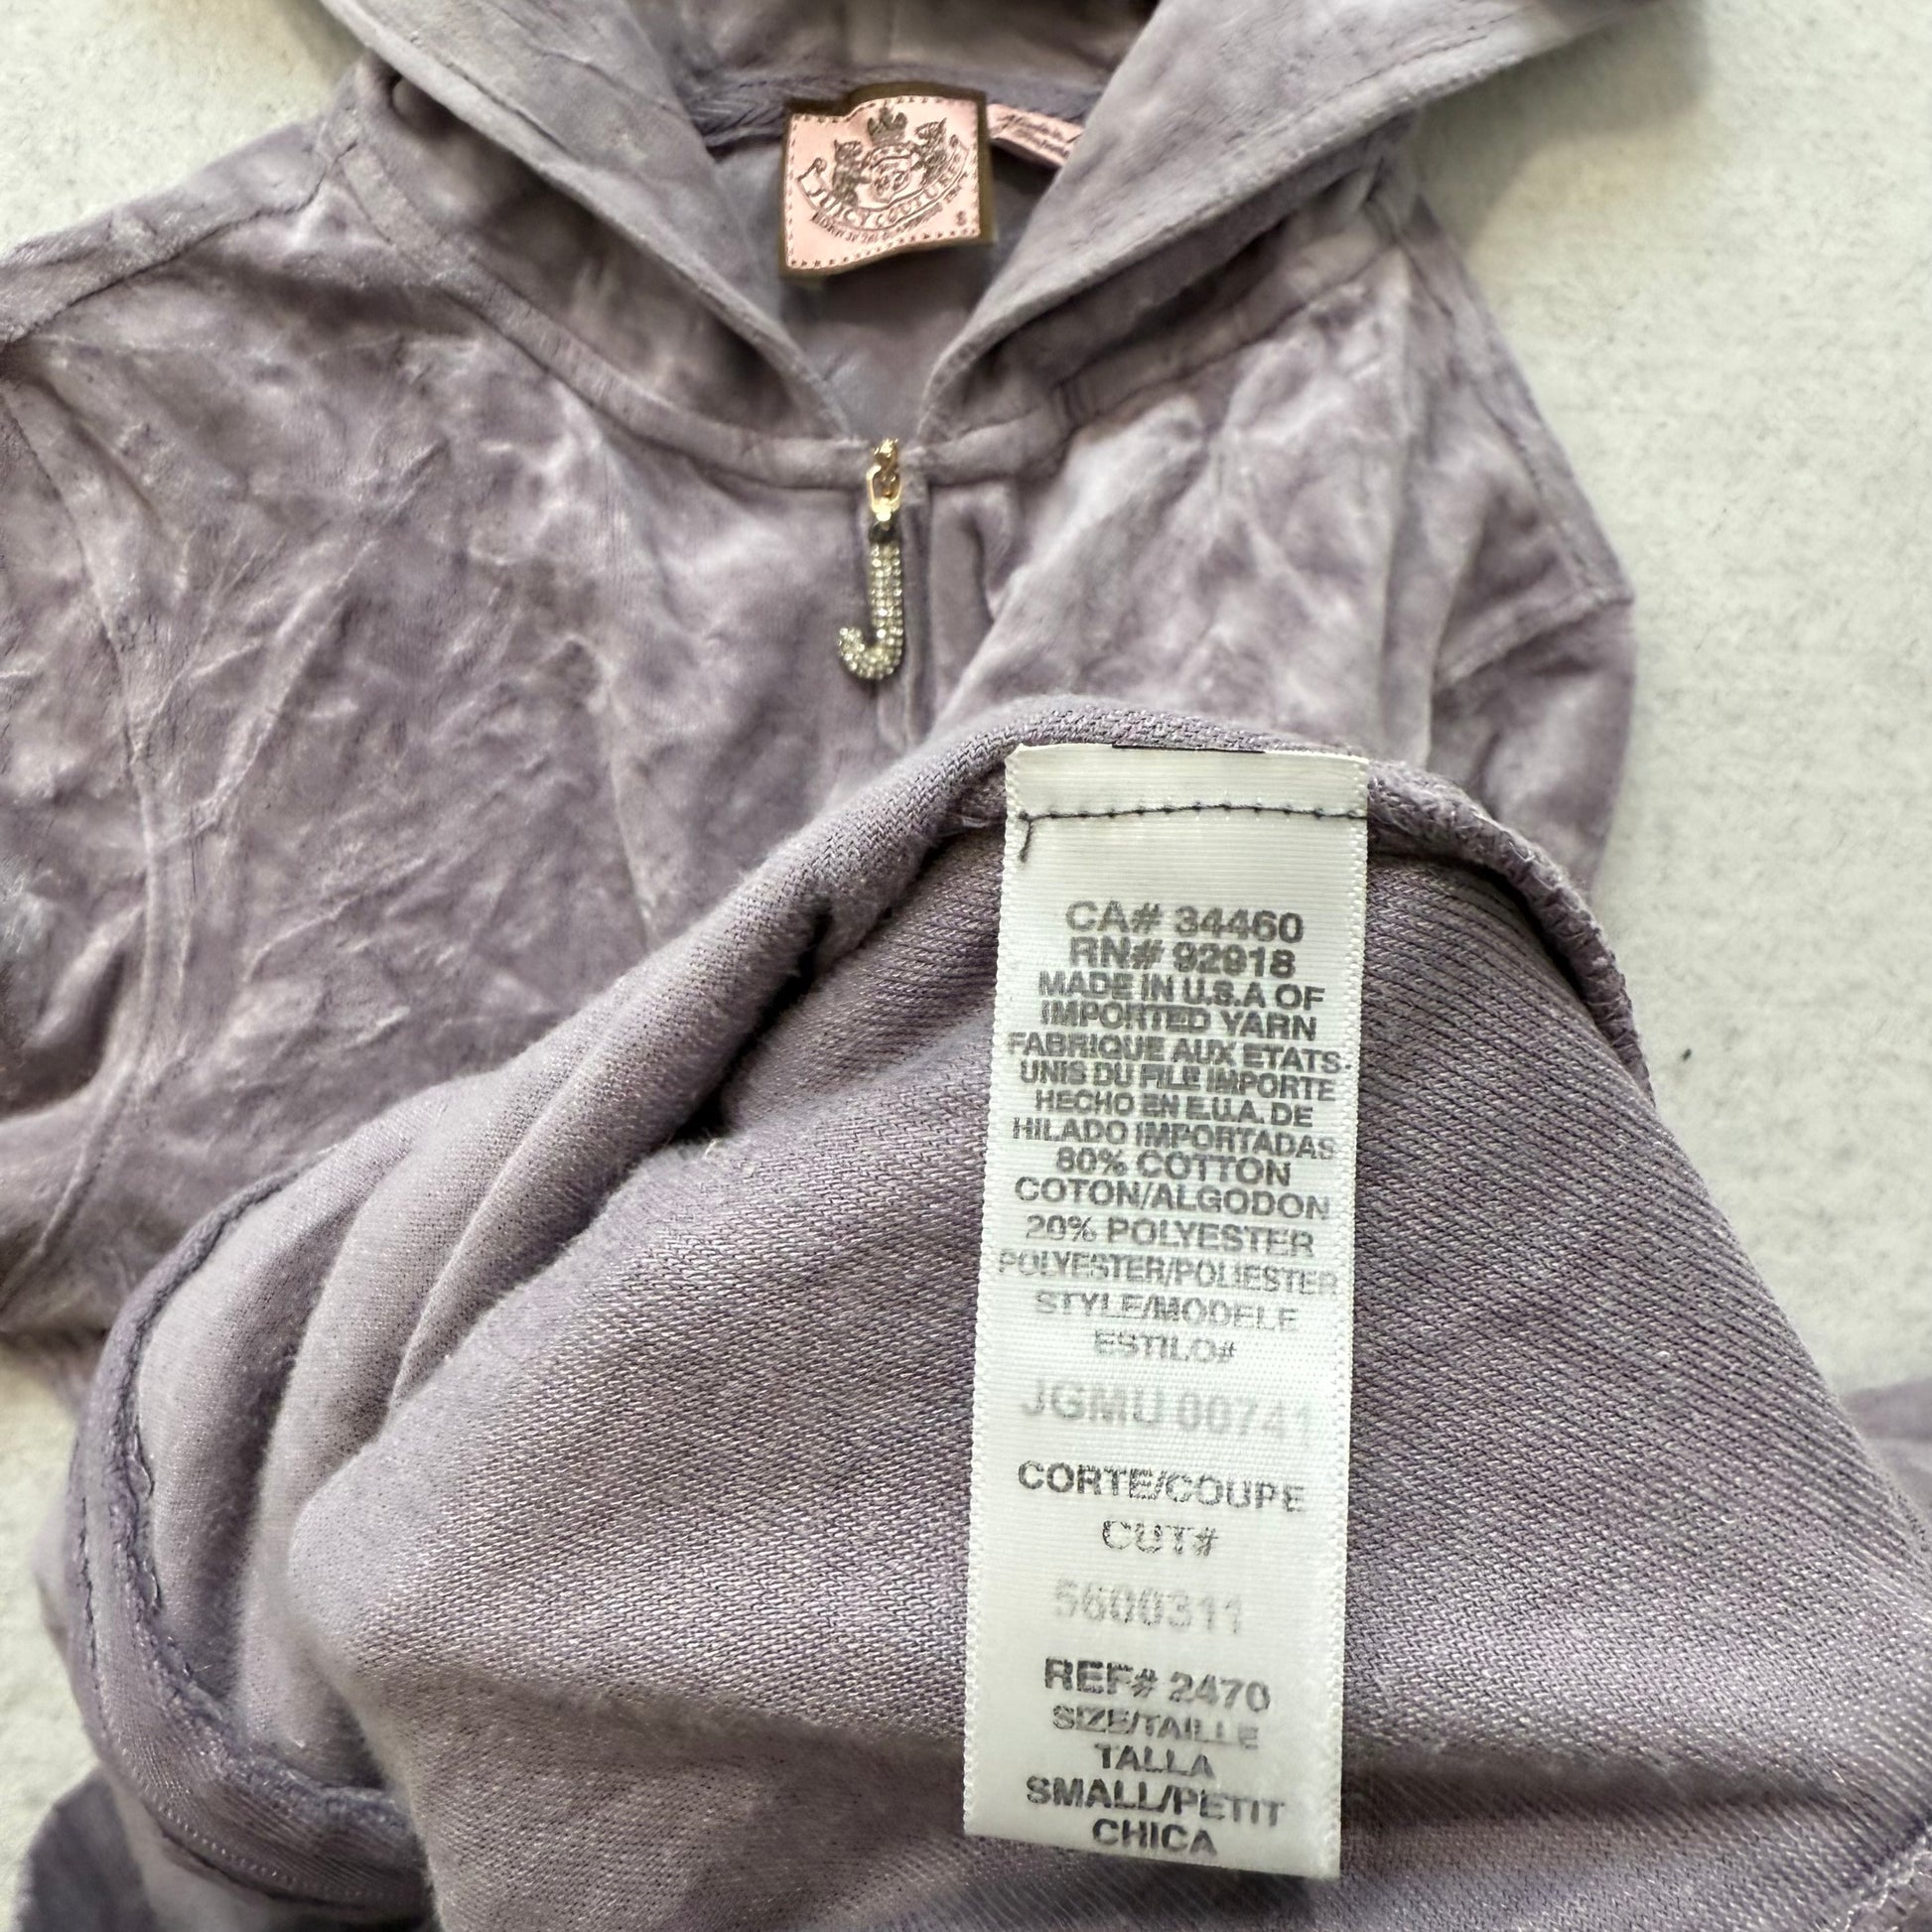 JUICY COUTURE
S
CA# 34460
RN# 92918
MADE IN U.S.A OF
IMPORTED YARN
FABRIQUE AUX ETATS-
UNIS DU FILE IMPORTE
HECHO EN E.U.A. DE
HILADO IMPORTADAS
80% COTTON
COTON/ALGODON
20% POLYESTER
POLYESTER/POLIESTER
STYLE/MODELE
ESTILO#
JGMU 00741
CORTE/COUPE
CUT#
5600311
REF# 2470
SIZE/TAILLE
TALLA
SMALL/PETIT
CHICA